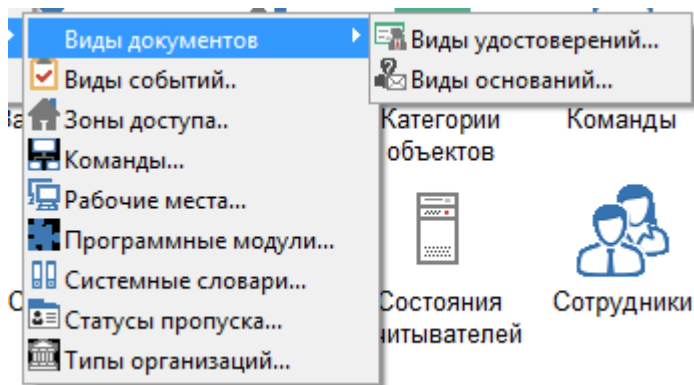 Виды документов
Виды событий..
Зоны доступа..
Команды...
Рабочие места...
Программные модули...
Системные словари...
Статусы пропуска...
Типы организаций...
Виды удостоверений...
Виды оснований...
Категории
объектов
Команды
Состояния
Сотрудники